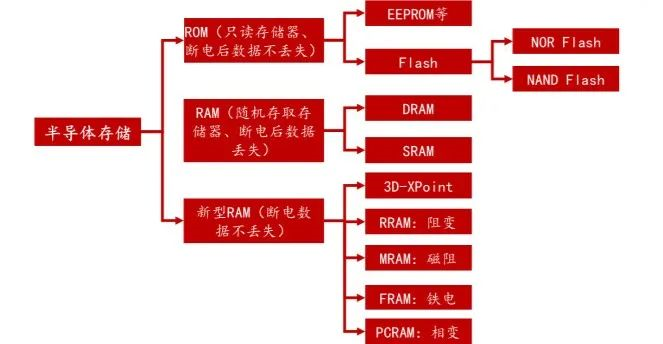 半导体存储
ROM（只读存储器、
断电后数据不丢失）
EEPROM等
Flash
NOR Flash
NAND Flash
RAM（随机存取存
储器、断电后数据
丢失）
DRAM
SRAM
新型RAM（断电数
据不丢失）
3D-XPoint
RRAM：阻变
MRAM：磁阻
FRAM：铁电
PCRAM：相变